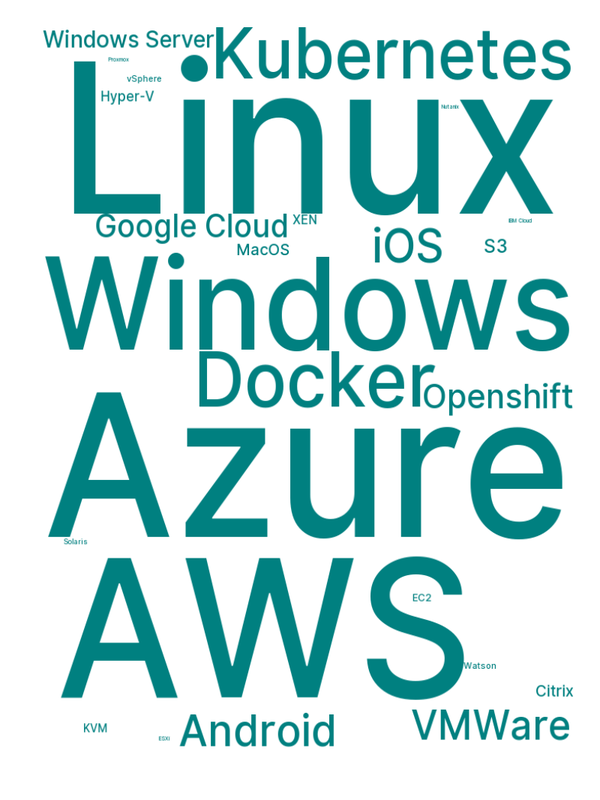 Windows Server
Kubernetes
Proxmox
vSphere
Hyper-V
Nutanix
Linux
Google Cloud
XEN
IBM Cloud
iOS
S3
MacOS
Windows
Docker
Openshift
Azure
Solaris
AWS
EC2
Watson
Citrix
KVM
ESXI
Android
VMWare